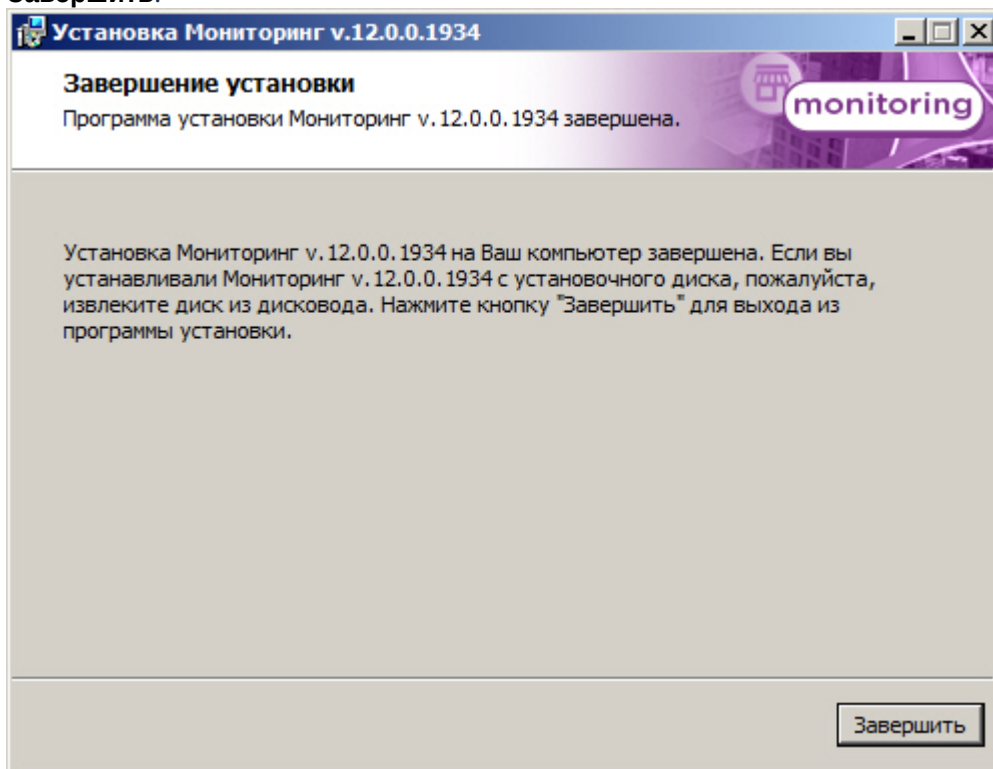 Завершить.
Установка Мониторинг v.12.0.0.1934
Завершение установки
Программа установки Мониторинг v.12.0.0.1934 завершена.
monitoring
Установка Мониторинг v.12.0.0.1934 на Ваш компьютер завершена. Если вы
устанавливали Мониторинг v.12.0.0.1934 с установочного диска, пожалуйста,
извлеките диск из дисковода. Нажмите кнопку "Завершить" для выхода из
программы установки.
Завершить